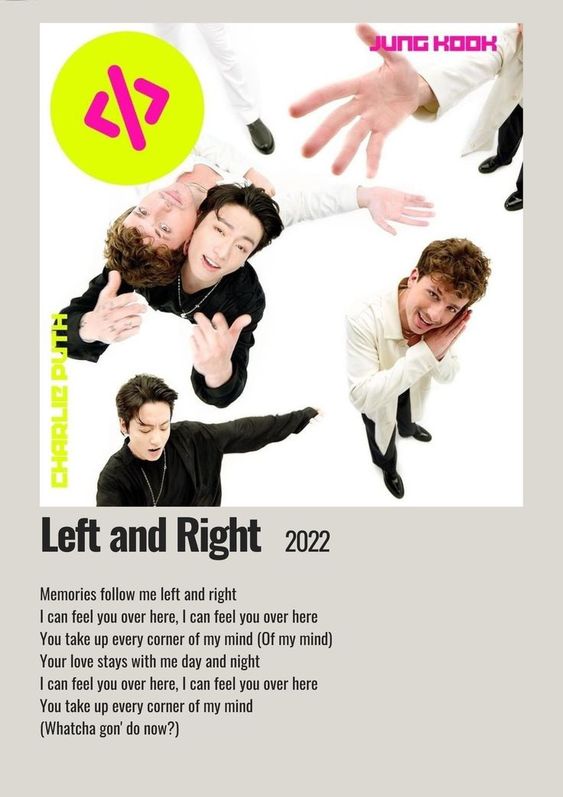 JUNG KOOK
</>
CHARLIE PUTH
Left and Right 2022
Memories follow me left and right
I can feel you over here, I can feel you over here
You take up every corner of my mind (Of my mind)
Your love stays with me day and night
I can feel you over here, I can feel you over here
You take up every corner of my mind
(Whatcha gon' do now?)